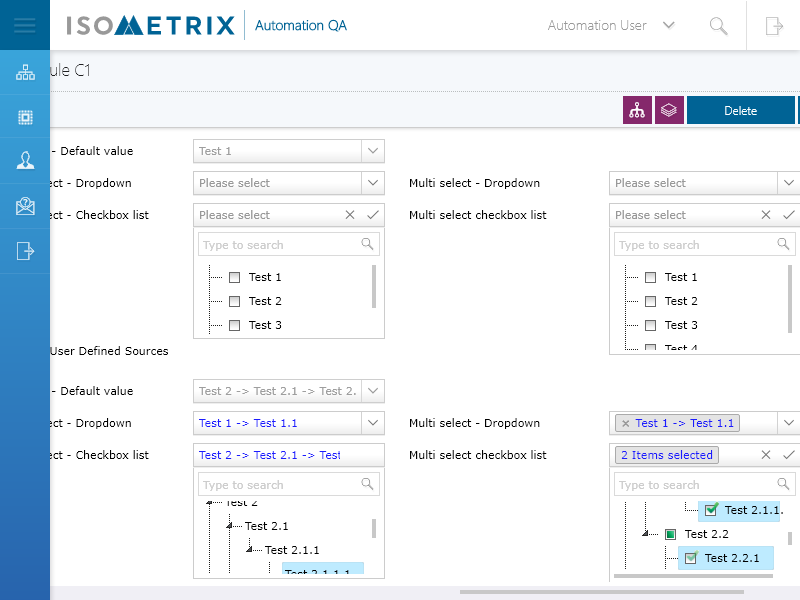 ISOMETRIX Automation QA Automation User
ule C1
Delete
- Default value Test 1
ect - Dropdown Please select Multi select - Dropdown Please select
ect - Checkbox list Please select Multi select checkbox list Please select
Type to search Type to search
Test 1 Test 1
Test 2 Test 2
Test 3 Test 3
Test 4
User Defined Sources
- Default value Test 2 -> Test 2.1 -> Test 2.
ect - Dropdown Test 1 -> Test 1.1 Multi select - Dropdown × Test 1 -> Test 1.1
ect - Checkbox list Test 2 -> Test 2.1 -> Test Multi select checkbox list 2 Items selected
Type to search Type to search
Test 2 Test 2.1.1.
Test 2.1 Test 2.2
Test 2.1.1 Test 2.2.1
Test 2.1.1.1